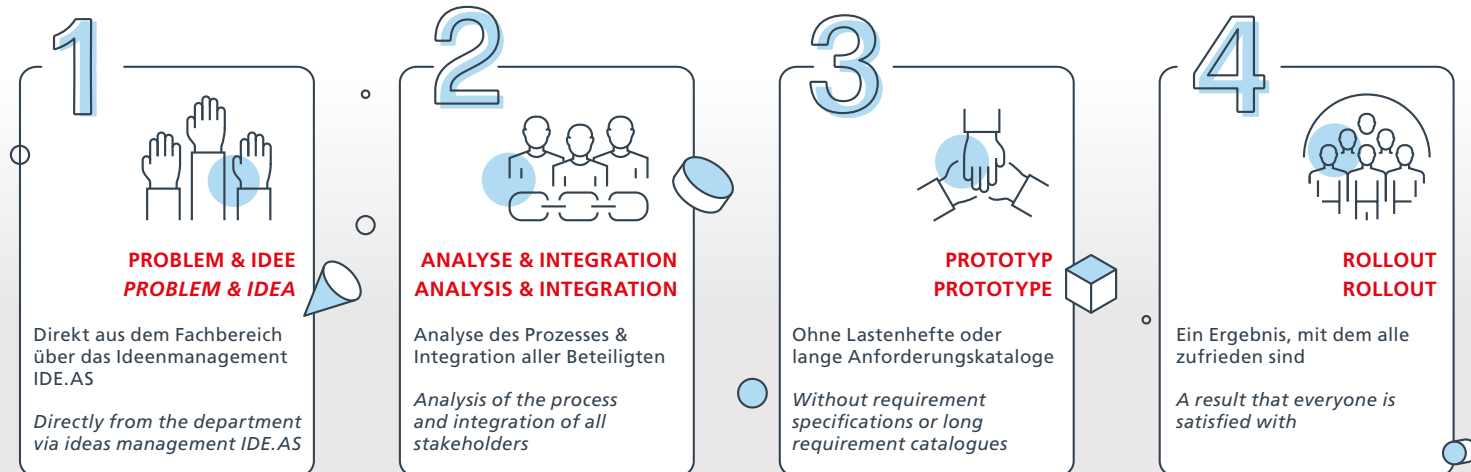 1
PROBLEM & IDEE
PROBLEM & IDEA
Direkt aus dem Fachbereich
über das Ideenmanagement
IDE.AS
Directly from the department
via ideas management IDE.AS
2
ANALYSE & INTEGRATION
ANALYSIS & INTEGRATION
Analyse des Prozesses &
Integration aller Beteiligten
Analysis of the process
and integration of all
stakeholders
3
PROTOTYP
PROTOTYPE
Ohne Lastenhefte oder
lange Anforderungskataloge
Without requirement
specifications or long
requirement catalogues
4
ROLLOUT
ROLLOUT
Ein Ergebnis, mit dem alle
zufrieden sind
A result that everyone is
satisfied with